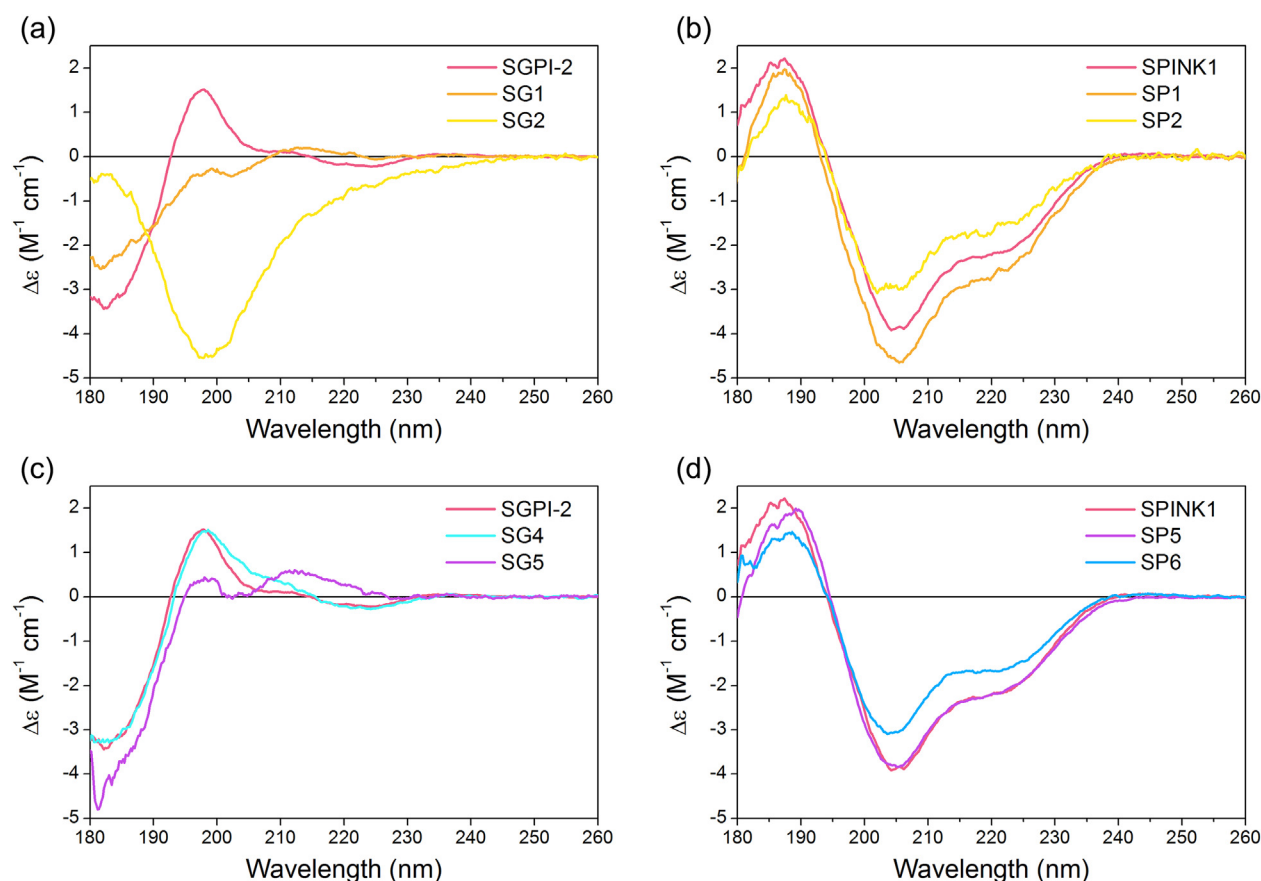 (a)
2
1
0
-1
-2
-3
-4
-5
Δε (M⁻¹ cm⁻¹)
SGPI-2
SG1
SG2
180 190 200 210 220 230 240 250 260
Wavelength (nm)
(b)
2
1
0
-1
-2
-3
-4
-5
Δε (M⁻¹ cm⁻¹)
SPINK1
SP1
SP2
180 190 200 210 220 230 240 250 260
Wavelength (nm)
(c)
2
1
0
-1
-2
-3
-4
-5
Δε (M⁻¹ cm⁻¹)
SGPI-2
SG4
SG5
180 190 200 210 220 230 240 250 260
Wavelength (nm)
(d)
2
1
0
-1
-2
-3
-4
-5
Δε (M⁻¹ cm⁻¹)
SPINK1
SP5
SP6
180 190 200 210 220 230 240 250 260
Wavelength (nm)